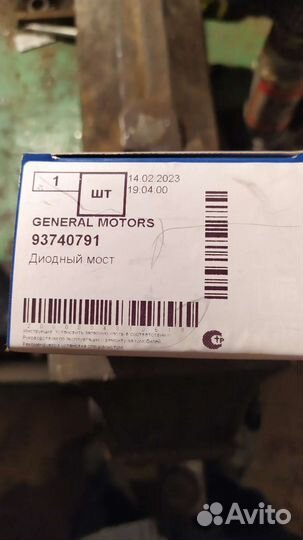 1
шт
14.02.2023
19:04:00
GENERAL MOTORS
93740791
Диодный мост
Avito